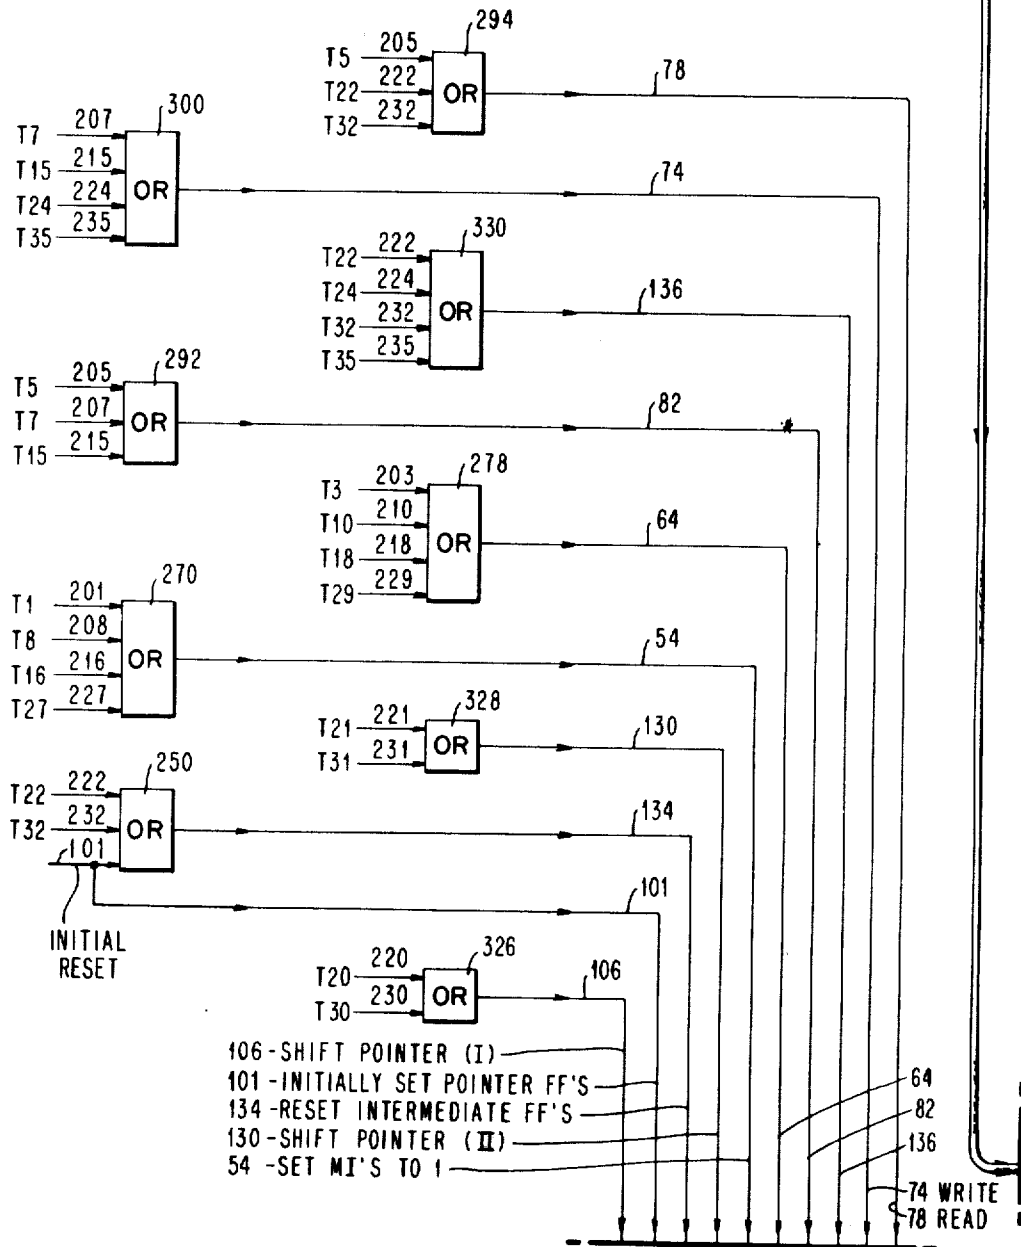 294
T5 205
T22 222
T32 232
OR
78
300
T7 207
T15 215
T24 224
T35 235
OR
74
330
T22 222
T24 224
T32 232
T35 235
OR
136
292
T5 205
T7 207
T15 215
OR
82
278
T3 203
T10 210
T18 218
T29 229
OR
64
270
T1 201
T8 208
T16 216
T27 227
OR
54
328
T21 221
T31 231
OR
130
250
T22 222
T32 232
101
OR
134
101
INITIAL
RESET
326
T20 220
T30 230
OR
106
106-SHIFT POINTER (I)
101-INITIALLY SET POINTER FF'S
134-RESET INTERMEDIATE FF'S
130-SHIFT POINTER (II)
54 -SET MI'S TO 1
64
82
136
74 WRITE
78 READ